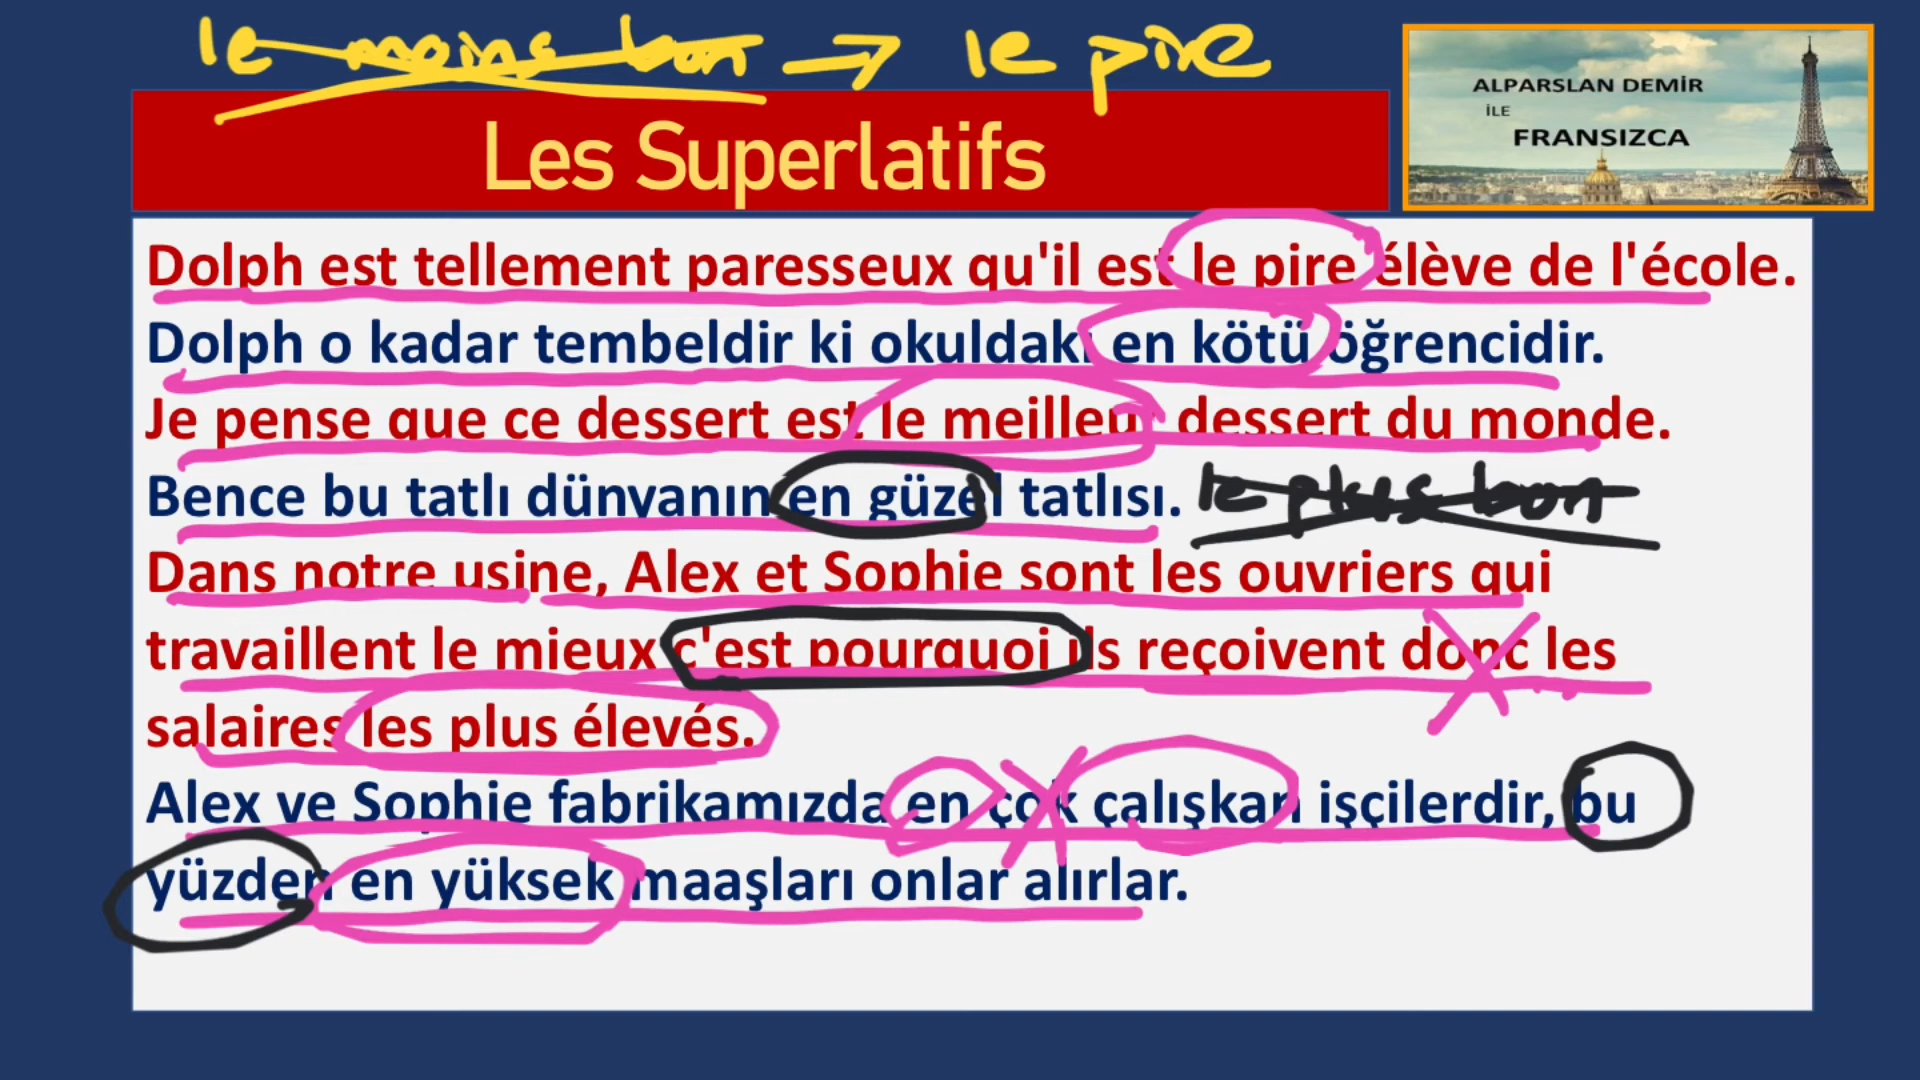 le moins bon → le pire
ALPARSLAN DEMİR
İLE
FRANSIZCA
Les Superlatifs
Dolph est tellement paresseux qu'il est le pire élève de l'école.
Dolph o kadar tembeldir ki okuldaki en kötü öğrencidir.
Je pense que ce dessert est le meilleur dessert du monde.
Bence bu tatlı dünyanın en güzel tatlısı. le plus bon
Dans notre usine, Alex et Sophie sont les ouvriers qui
travaillent le mieux c'est pourquoi ils reçoivent donc les
salaires les plus élevés.
Alex ve Sophie fabrikamızda en çok çalışkan işçilerdir, bu
yüzden en yüksek maaşları onlar alırlar.